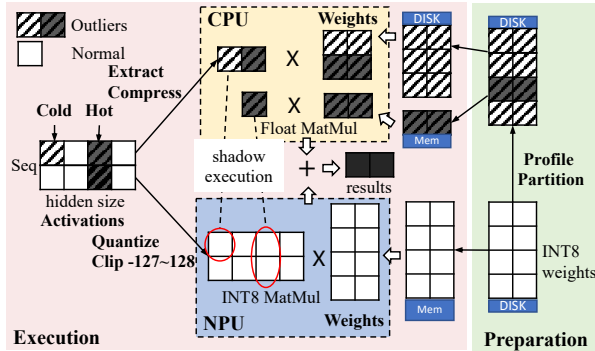 Outliers
Normal
Extract
Compress
Cold
Hot
Seq
hidden size
Activations
Quantize
Clip -127~128
Execution
CPU
Weights
X
X
Float MatMul
shadow
execution
+
results
X
INT8 MatMul
NPU
Weights
DISK
Mem
Mem
DISK
Profile
Partition
INT8
weights
DISK
Preparation